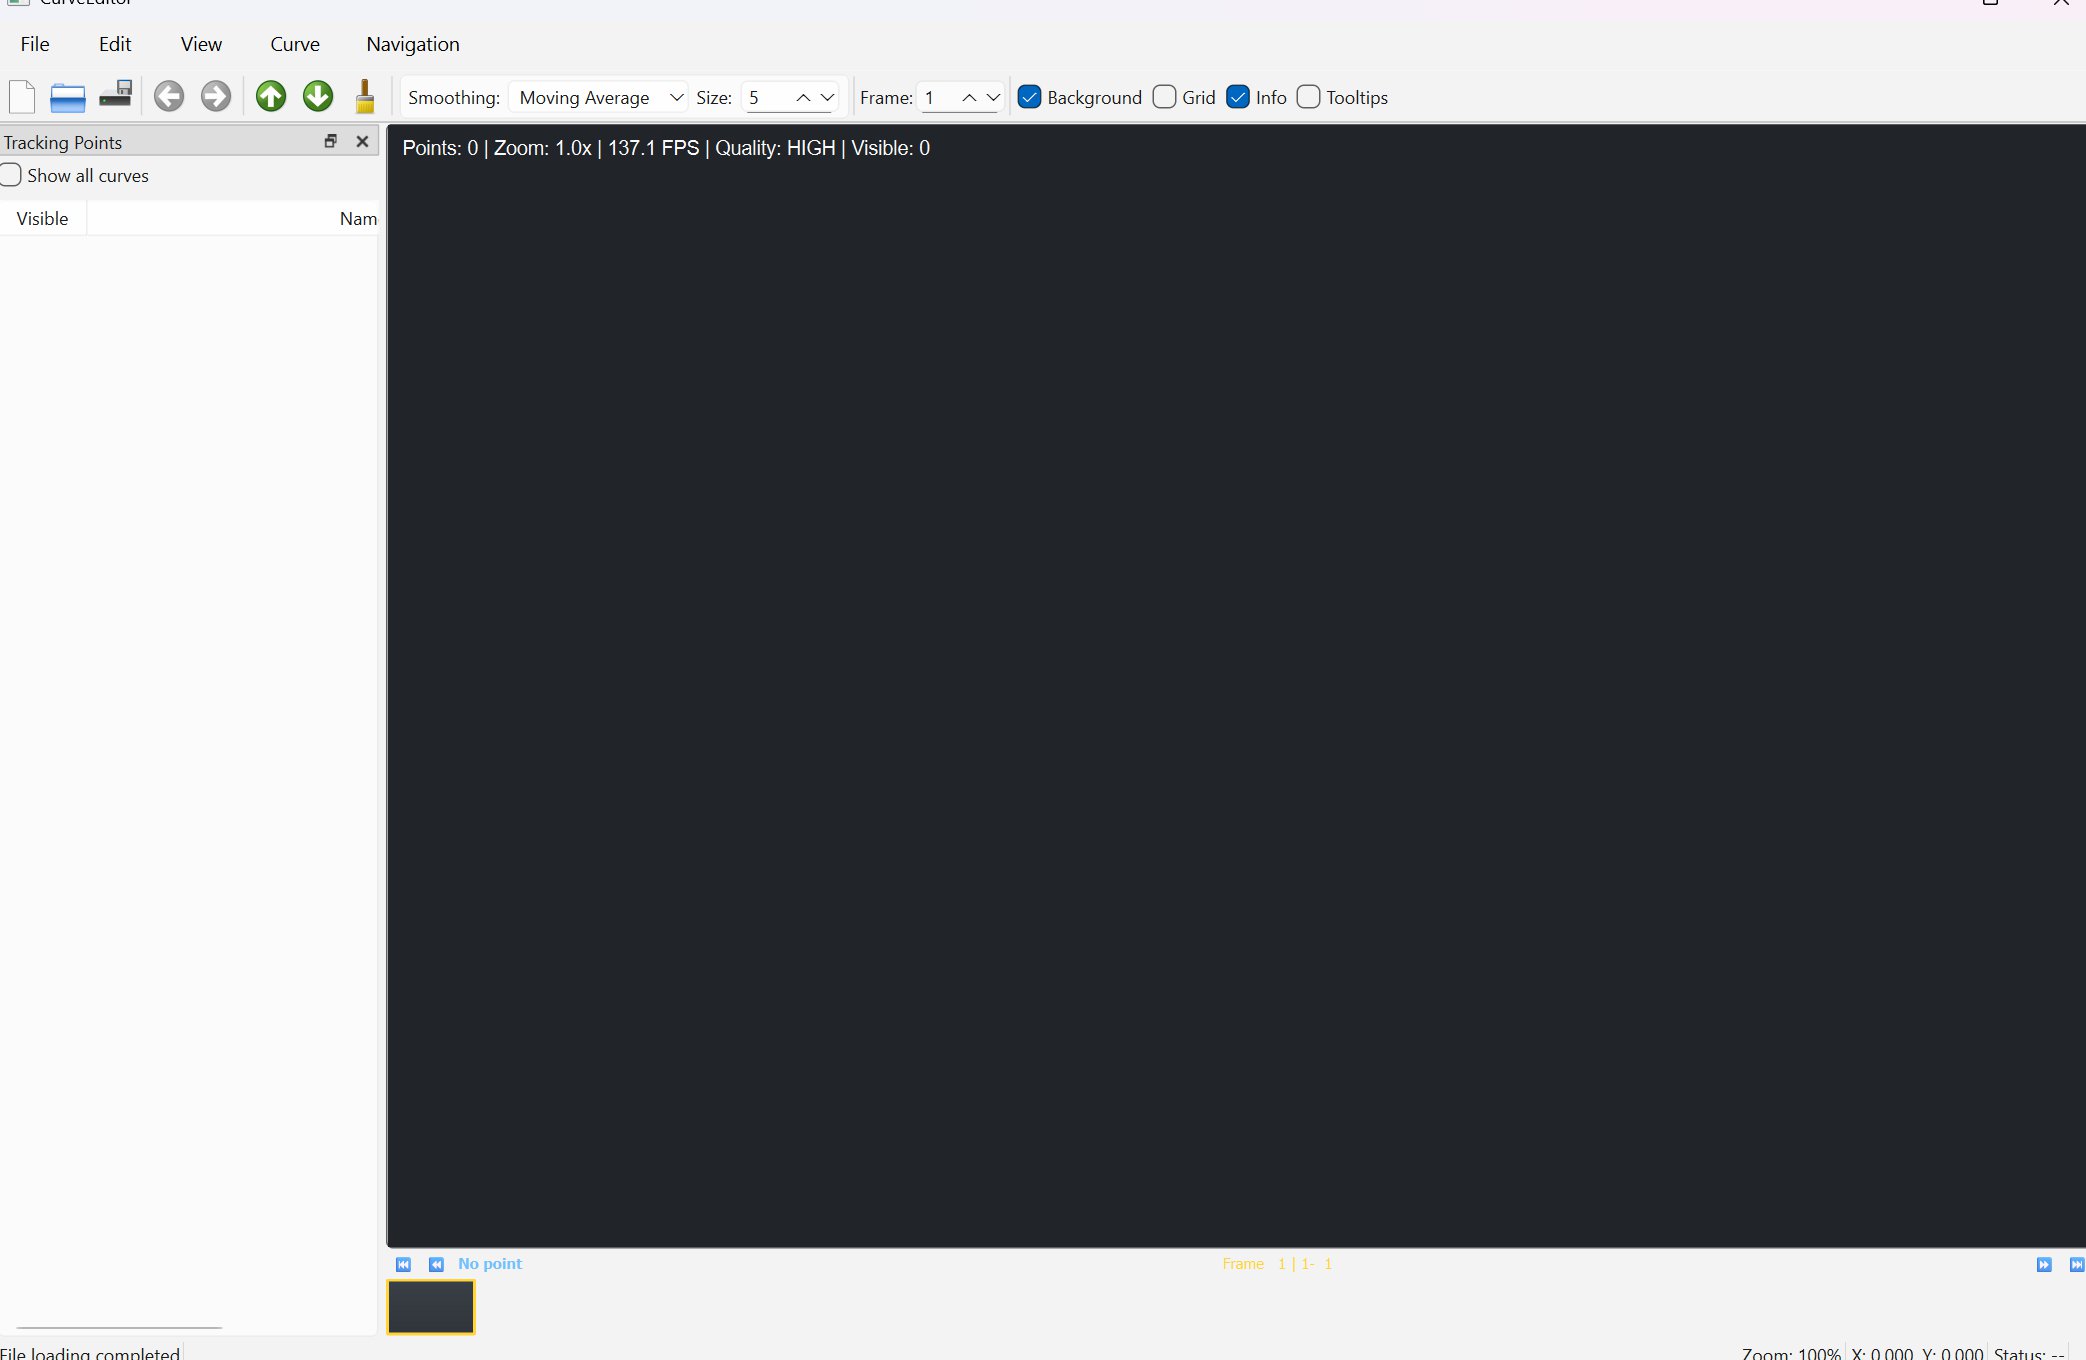 CurveEditor
File Edit View Curve Navigation
Smoothing: Moving Average Size: 5 Frame: 1 Background Grid Info Tooltips
Tracking Points
Show all curves
Visible Nam
Points: 0 | Zoom: 1.0x | 137.1 FPS | Quality: HIGH | Visible: 0
No point Frame 1 | 1- 1
File loading completed Zoom: 100% X: 0.000 Y: 0.000 Status: --